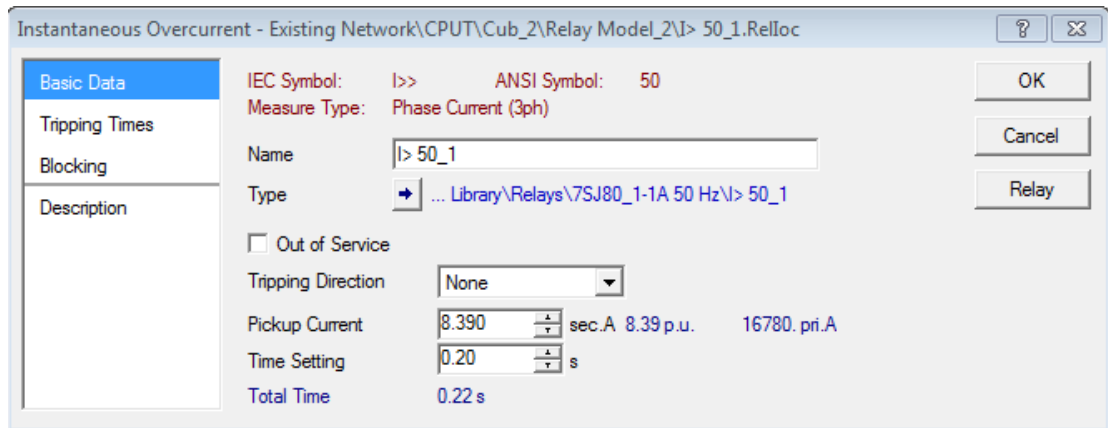 Instantaneous Overcurrent - Existing Network\CPUT\Cub_2\Relay Model_2\I> 50_1.RelIoc
Basic Data
Tripping Times
Blocking
Description
IEC Symbol: I>> ANSI Symbol: 50
Measure Type: Phase Current (3ph)
Name I> 50_1
Type ... Library\Relays\7SJ80_1-1A 50 Hz\I> 50_1
Out of Service
Tripping Direction None
Pickup Current 8.390 sec.A 8.39 p.u. 16780. pri.A
Time Setting 0.20 s
Total Time 0.22 s
OK
Cancel
Relay